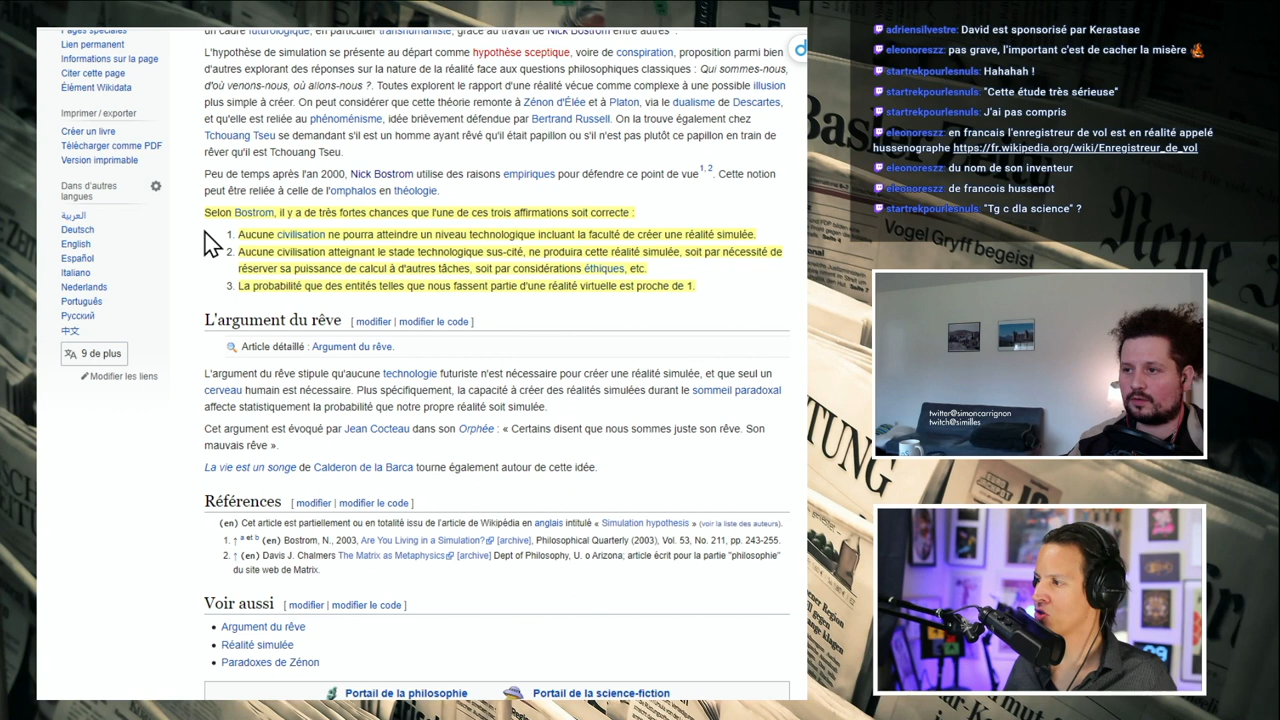 Pages spéciales
Lien permanent
Informations sur la page
Citer cette page
Élément Wikidata
Imprimer / exporter
Créer un livre
Télécharger comme PDF
Version imprimable
Dans d'autres
langues
العربية
Deutsch
English
Español
Italiano
Nederlands
Português
Русский
中文
9 de plus
Modifier les liens
un cadre futurologique, en particulier transhumaniste, grâce au travail de Nick Bostrom entre autres
L'hypothèse de simulation se présente au départ comme hypothèse sceptique, voire de conspiration, proposition parmi bien
d'autres explorant des réponses sur la nature de la réalité face aux questions philosophiques classiques : Qui sommes-nous,
d'où venons-nous, où allons-nous ?. Toutes explorent le rapport d'une réalité vécue comme complexe à une possible illusion
plus simple à créer. On peut considérer que cette théorie remonte à Zénon d'Élée et à Platon, via le dualisme de Descartes,
et qu'elle est reliée au phénoménisme, idée brièvement défendue par Bertrand Russell. On la trouve également chez
Tchouang Tseu se demandant s'il est un homme ayant rêvé qu'il était papillon ou s'il n'est pas plutôt ce papillon en train de
rêver qu'il est Tchouang Tseu.
Peu de temps après l'an 2000, Nick Bostrom utilise des raisons empiriques pour défendre ce point de vue1, 2. Cette notion
peut être reliée à celle de l'omphalos en théologie.
Selon Bostrom, il y a de très fortes chances que l'une de ces trois affirmations soit correcte :
1. Aucune civilisation ne pourra atteindre un niveau technologique incluant la faculté de créer une réalité simulée.
2. Aucune civilisation atteignant le stade technologique sus-cité, ne produira cette réalité simulée, soit par nécessité de
réserver sa puissance de calcul à d'autres tâches, soit par considérations éthiques, etc.
3. La probabilité que des entités telles que nous fassent partie d'une réalité virtuelle est proche de 1.
L'argument du rêve [ modifier | modifier le code ]
Article détaillé : Argument du rêve.
L'argument du rêve stipule qu'aucune technologie futuriste n'est nécessaire pour créer une réalité simulée, et que seul un
cerveau humain est nécessaire. Plus spécifiquement, la capacité à créer des réalités simulées durant le sommeil paradoxal
affecte statistiquement la probabilité que notre propre réalité soit simulée.
Cet argument est évoqué par Jean Cocteau dans son Orphée : « Certains disent que nous sommes juste son rêve. Son
mauvais rêve ».
La vie est un songe de Calderon de la Barca tourne également autour de cette idée.
Références [ modifier | modifier le code ]
(en) Cet article est partiellement ou en totalité issu de l'article de Wikipédia en anglais intitulé « Simulation hypothesis » (voir la liste des auteurs).
1. ↑ a et b (en) Bostrom, N., 2003, Are You Living in a Simulation? [archive], Philosophical Quarterly (2003), Vol. 53, No. 211, pp. 243-255.
2. ↑ (en) Davis J. Chalmers The Matrix as Metaphysics [archive] Dept of Philosophy, U. o Arizona; article écrit pour la partie "philosophie"
du site web de Matrix.
Voir aussi [ modifier | modifier le code ]
• Argument du rêve
• Réalité simulée
• Paradoxes de Zénon
Portail de la philosophie
Portail de la science-fiction
adriensilvestre: David est sponsorisé par Kerastase
eleonoreszz: pas grave, l'important c'est de cacher la misère
startrekpourlesnuls: Hahahah !
startrekpourlesnuls: "Cette étude très sérieuse"
startrekpourlesnuls: J'ai pas compris
eleonoreszz: en francais l'enregistreur de vol est en réalité appelé
hussenographe https://fr.wikipedia.org/wiki/Enregistreur_de_vol
eleonoreszz: du nom de son inventeur
eleonoreszz: de francois hussenot
startrekpourlesnuls: "Tg c dla science" ?
Vogel Gryff begeist
twitter@simoncarrignon
twitch@similles